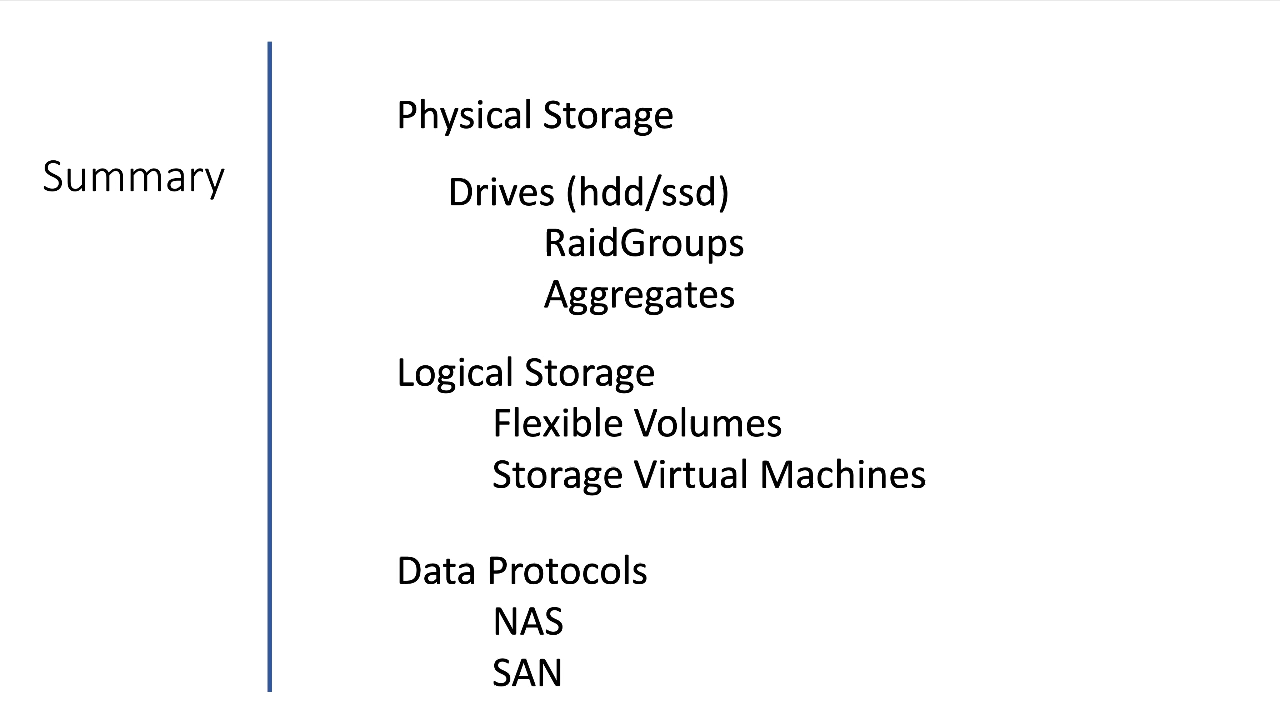 Summary
Physical Storage
Drives (hdd/ssd)
RaidGroups
Aggregates
Logical Storage
Flexible Volumes
Storage Virtual Machines
Data Protocols
NAS
SAN